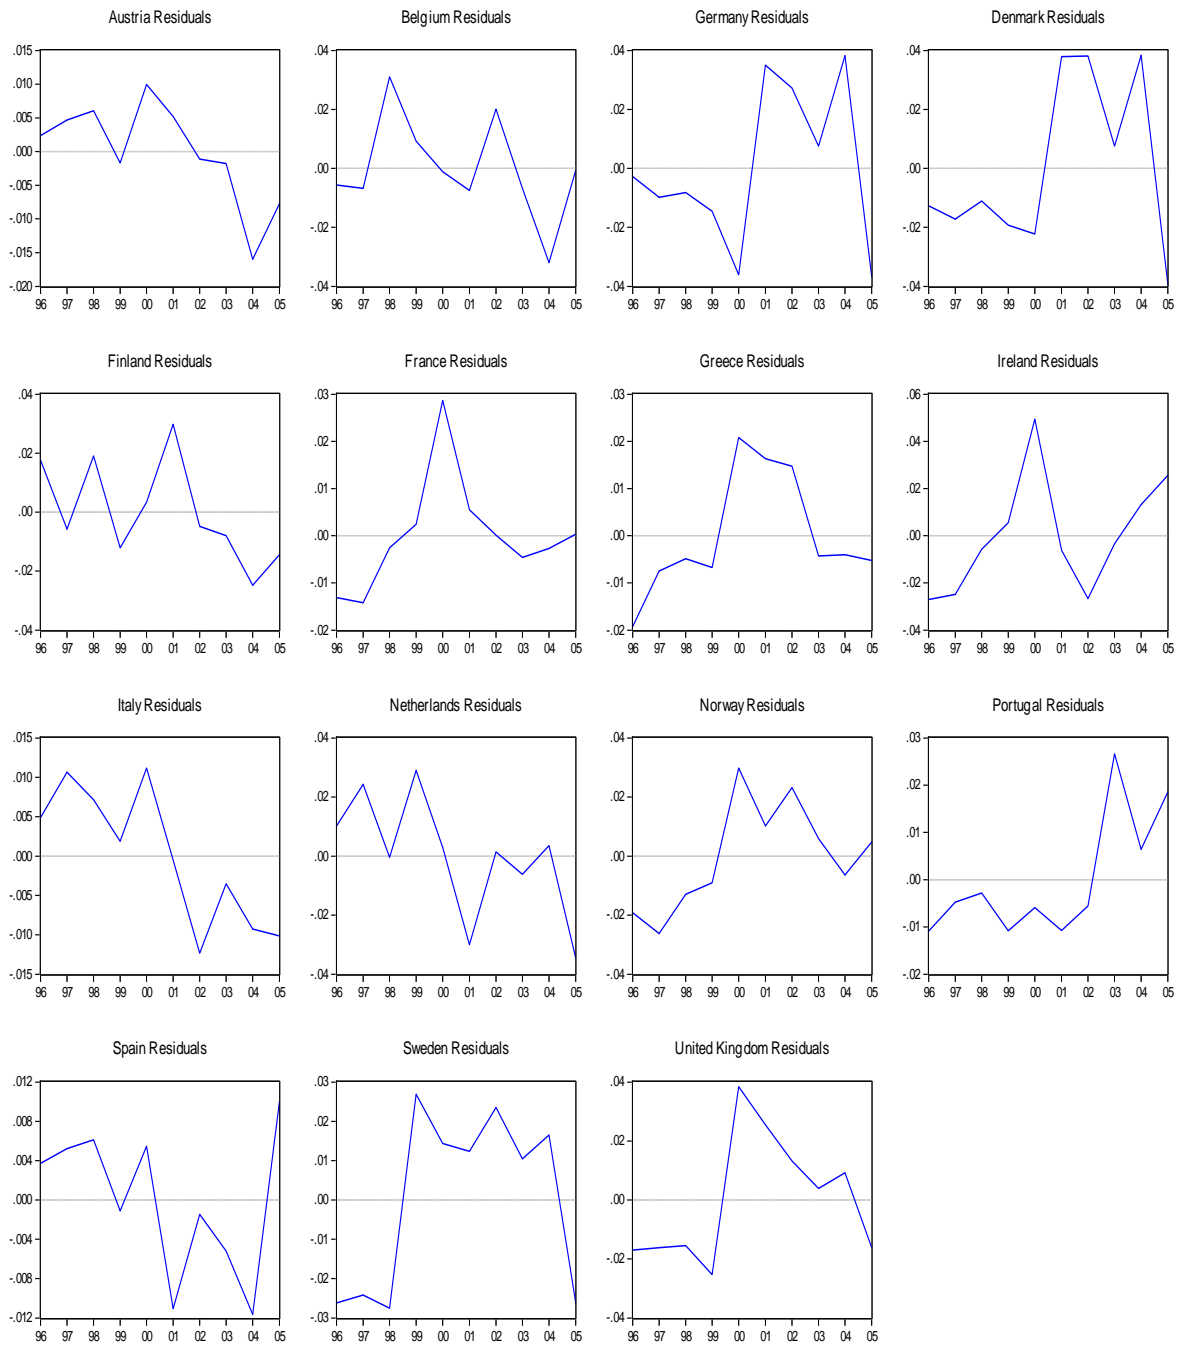 Austria Residuals
.015
.010
.005
.000
-.005
-.010
-.015
-.020
96 97 98 99 00 01 02 03 04 05
Belgium Residuals
.04
.02
.00
-.02
-.04
96 97 98 99 00 01 02 03 04 05
Germany Residuals
.04
.02
.00
-.02
-.04
96 97 98 99 00 01 02 03 04 05
Denmark Residuals
.04
.02
.00
-.02
-.04
96 97 98 99 00 01 02 03 04 05
Finland Residuals
.04
.02
.00
-.02
-.04
96 97 98 99 00 01 02 03 04 05
France Residuals
.03
.02
.01
.00
-.01
-.02
96 97 98 99 00 01 02 03 04 05
Greece Residuals
.03
.02
.01
.00
-.01
-.02
96 97 98 99 00 01 02 03 04 05
Ireland Residuals
.06
.04
.02
.00
-.02
-.04
96 97 98 99 00 01 02 03 04 05
Italy Residuals
.015
.010
.005
.000
-.005
-.010
-.015
96 97 98 99 00 01 02 03 04 05
Netherlands Residuals
.04
.02
.00
-.02
-.04
96 97 98 99 00 01 02 03 04 05
Norway Residuals
.04
.02
.00
-.02
-.04
96 97 98 99 00 01 02 03 04 05
Portugal Residuals
.03
.02
.01
.00
-.01
-.02
96 97 98 99 00 01 02 03 04 05
Spain Residuals
.012
.008
.004
.000
-.004
-.008
-.012
96 97 98 99 00 01 02 03 04 05
Sweden Residuals
.03
.02
.01
.00
-.01
-.02
-.03
96 97 98 99 00 01 02 03 04 05
United Kingdom Residuals
.04
.02
.00
-.02
-.04
96 97 98 99 00 01 02 03 04 05